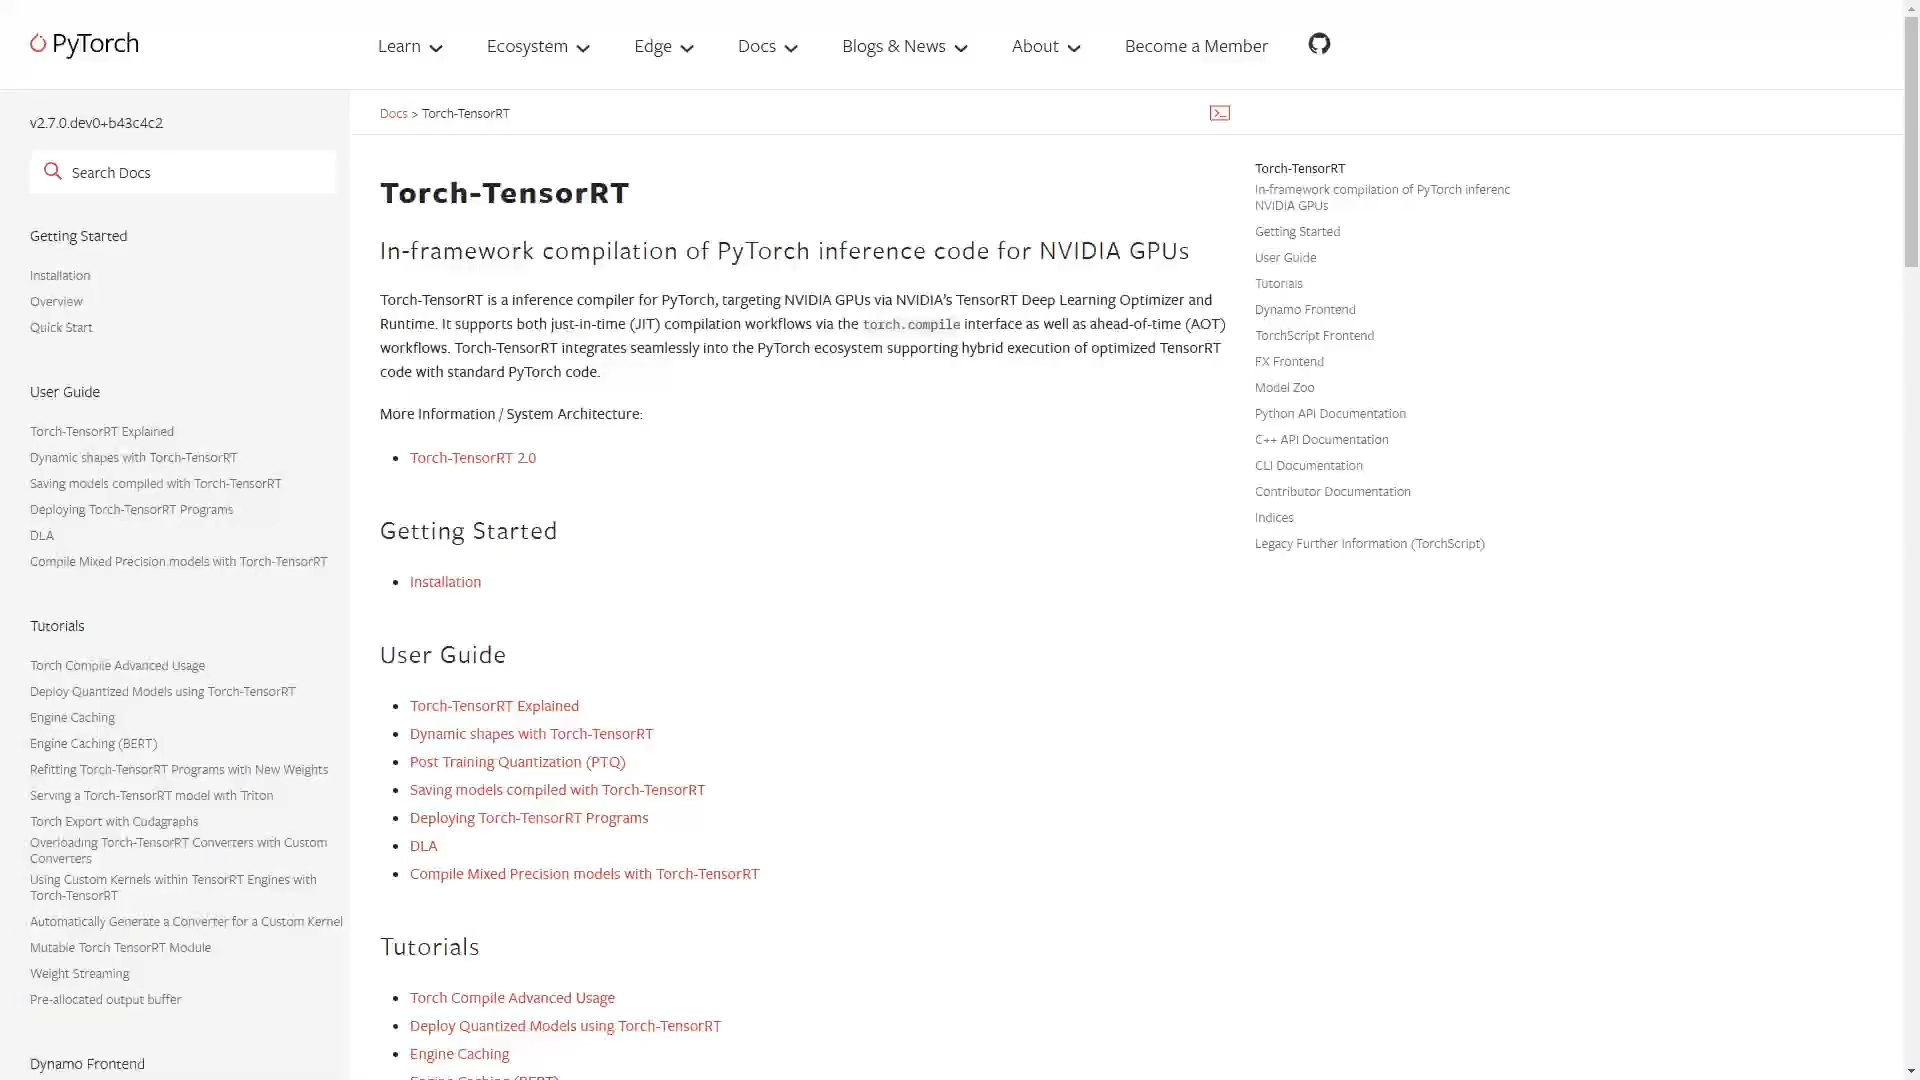 PyTorch
Learn
Ecosystem
Edge
Docs
Blogs & News
About
Become a Member
v2.7.0.dev0+b43c4c2
Search Docs
Getting Started
Installation
Overview
Quick Start
User Guide
Torch-TensorRT Explained
Dynamic shapes with Torch-TensorRT
Saving models compiled with Torch-TensorRT
Deploying Torch-TensorRT Programs
DLA
Compile Mixed Precision models with Torch-TensorRT
Tutorials
Torch Compile Advanced Usage
Deploy Quantized Models using Torch-TensorRT
Engine Caching
Engine Caching (BERT)
Refitting Torch-TensorRT Programs with New Weights
Serving a Torch-TensorRT model with Triton
Torch Export with Cudagraphs
Overloading Torch-TensorRT Converters with Custom
Converters
Using Custom Kernels within TensorRT Engines with
Torch-TensorRT
Automatically Generate a Converter for a Custom Kernel
Mutable Torch TensorRT Module
Weight Streaming
Pre-allocated output buffer
Dynamo Frontend
Docs > Torch-TensorRT
Torch-TensorRT
In-framework compilation of PyTorch inference code for NVIDIA GPUs
Torch-TensorRT is a inference compiler for PyTorch, targeting NVIDIA GPUs via NVIDIA’s TensorRT Deep Learning Optimizer and
Runtime. It supports both just-in-time (JIT) compilation workflows via the torch.compile interface as well as ahead-of-time (AOT)
workflows. Torch-TensorRT integrates seamlessly into the PyTorch ecosystem supporting hybrid execution of optimized TensorRT
code with standard PyTorch code.
More Information / System Architecture:
Torch-TensorRT 2.0
Getting Started
Installation
User Guide
Torch-TensorRT Explained
Dynamic shapes with Torch-TensorRT
Post Training Quantization (PTQ)
Saving models compiled with Torch-TensorRT
Deploying Torch-TensorRT Programs
DLA
Compile Mixed Precision models with Torch-TensorRT
Tutorials
Torch Compile Advanced Usage
Deploy Quantized Models using Torch-TensorRT
Engine Caching
Engine Caching (BERT)
Torch-TensorRT
In-framework compilation of PyTorch inferenc
NVIDIA GPUs
Getting Started
User Guide
Tutorials
Dynamo Frontend
TorchScript Frontend
FX Frontend
Model Zoo
Python API Documentation
C++ API Documentation
CLI Documentation
Contributor Documentation
Indices
Legacy Further Information (TorchScript)